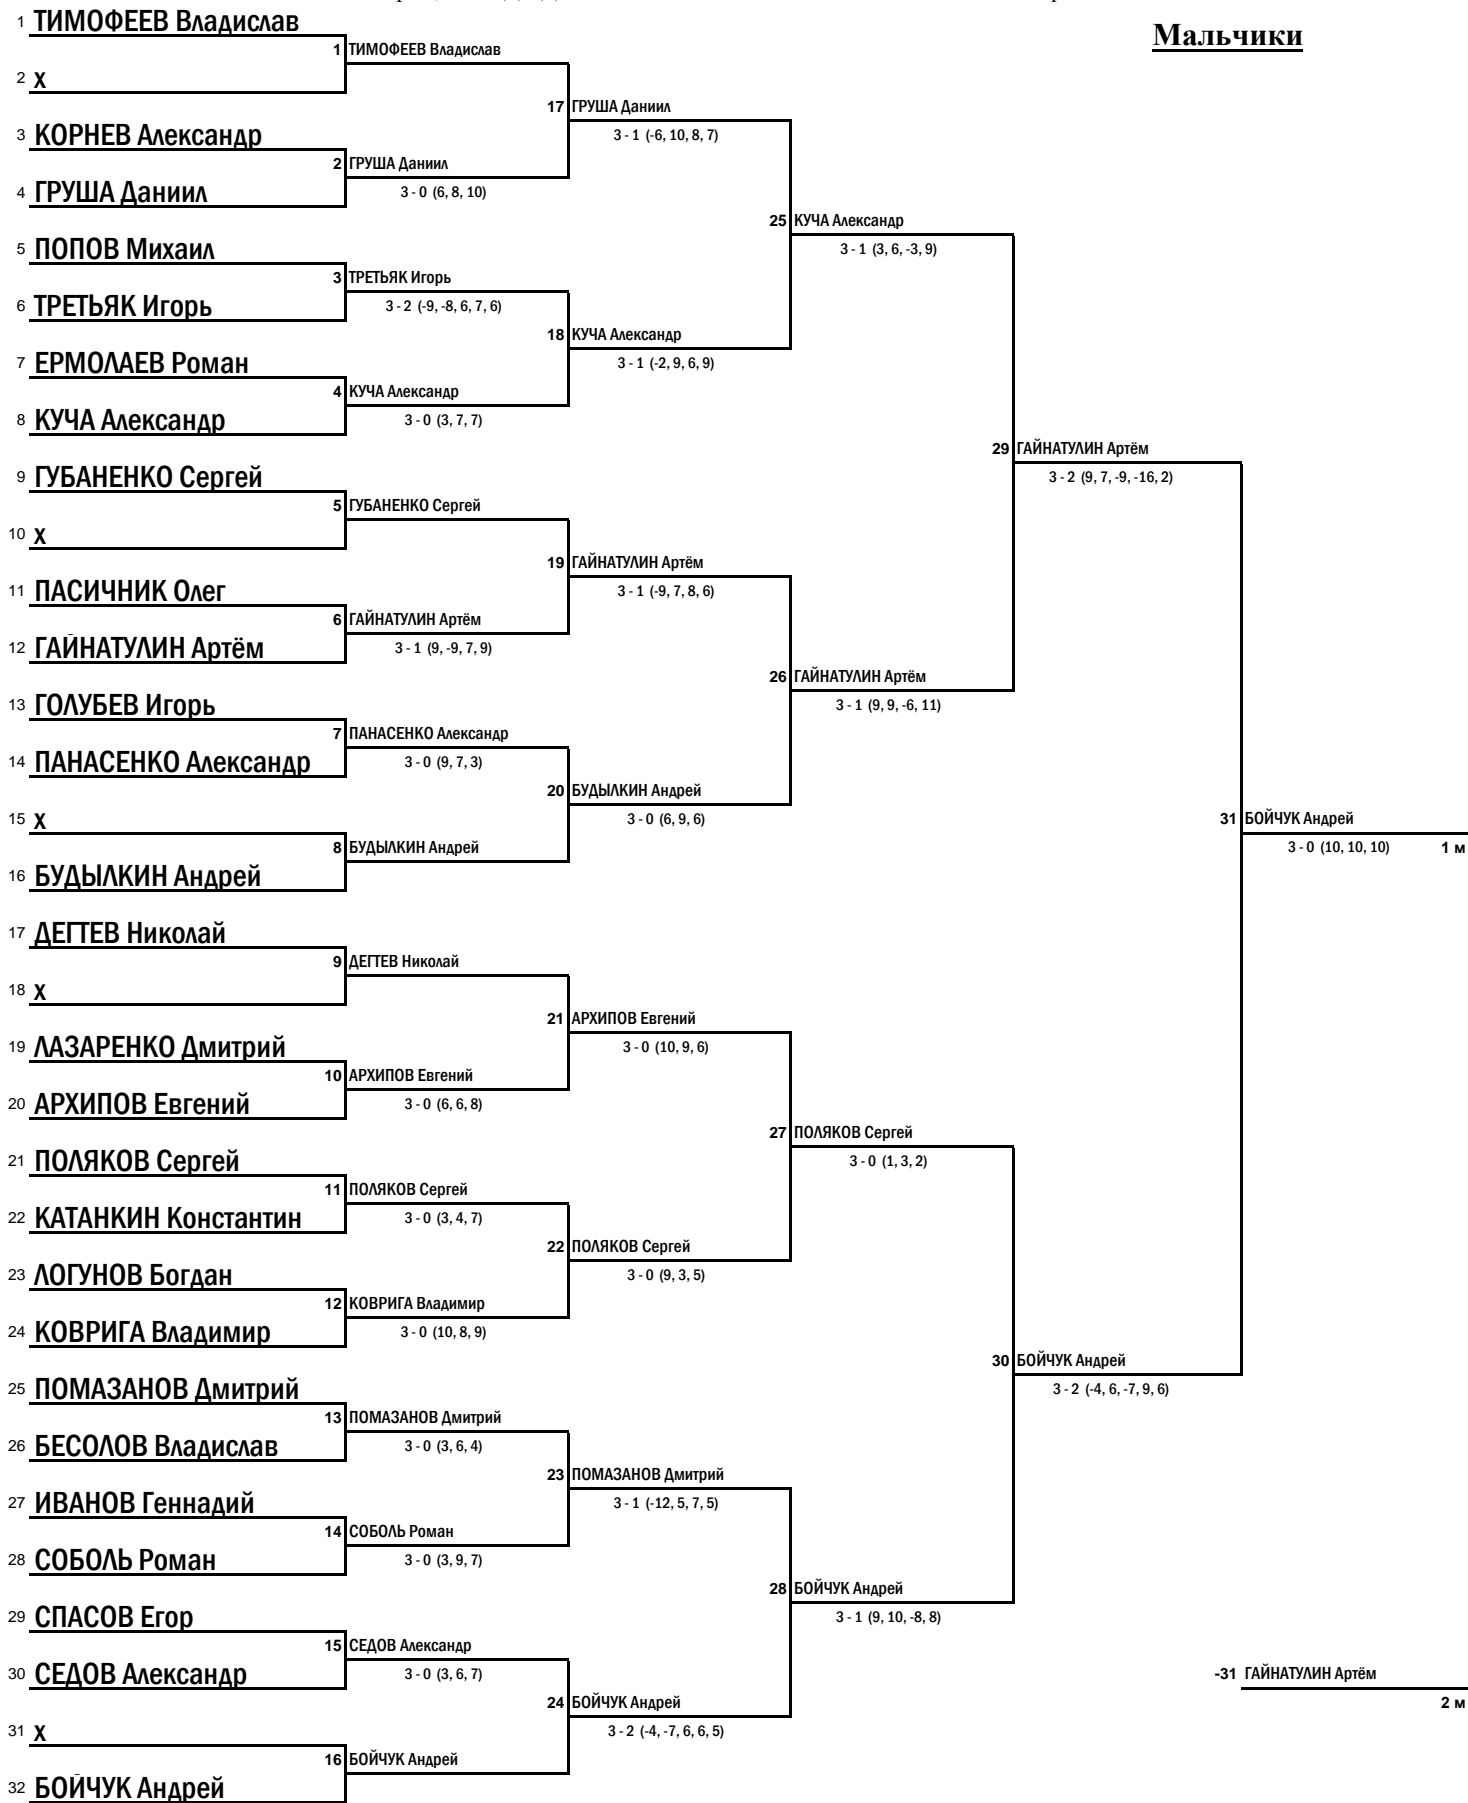 Мальчики
1 ТИМОФЕЕВ Владислав
1 ТИМОФЕЕВ Владислав
2 X
17 ГРУША Даниил
3 - 1 (-6, 10, 8, 7)
3 КОРНЕВ Александр
2 ГРУША Даниил
3 - 0 (6, 8, 10)
4 ГРУША Даниил
25 КУЧА Александр
3 - 1 (3, 6, -3, 9)
5 ПОПОВ Михаил
3 ТРЕТЬЯК Игорь
3 - 2 (-9, -8, 6, 7, 6)
6 ТРЕТЬЯК Игорь
18 КУЧА Александр
3 - 1 (-2, 9, 6, 9)
7 ЕРМОЛАЕВ Роман
4 КУЧА Александр
3 - 0 (3, 7, 7)
8 КУЧА Александр
29 ГАЙНАТУЛИН Артём
3 - 2 (9, 7, -9, -16, 2)
9 ГУБАНЕНКО Сергей
5 ГУБАНЕНКО Сергей
10 X
19 ГАЙНАТУЛИН Артём
3 - 1 (-9, 7, 8, 6)
11 ПАСИЧНИК Олег
6 ГАЙНАТУЛИН Артём
3 - 1 (9, -9, 7, 9)
12 ГАЙНАТУЛИН Артём
26 ГАЙНАТУЛИН Артём
3 - 1 (9, 9, -6, 11)
13 ГОЛУБЕВ Игорь
7 ПАНАСЕНКО Александр
3 - 0 (9, 7, 3)
14 ПАНАСЕНКО Александр
20 БУДЫЛКИН Андрей
3 - 0 (6, 9, 6)
15 X
8 БУДЫЛКИН Андрей
16 БУДЫЛКИН Андрей
31 БОЙЧУК Андрей
3 - 0 (10, 10, 10) 1 м
17 ДЕГТЕВ Николай
9 ДЕГТЕВ Николай
18 X
21 АРХИПОВ Евгений
3 - 0 (10, 9, 6)
19 ЛАЗАРЕНКО Дмитрий
10 АРХИПОВ Евгений
3 - 0 (6, 6, 8)
20 АРХИПОВ Евгений
27 ПОЛЯКОВ Сергей
3 - 0 (1, 3, 2)
21 ПОЛЯКОВ Сергей
11 ПОЛЯКОВ Сергей
3 - 0 (3, 4, 7)
22 КАТАНКИН Константин
22 ПОЛЯКОВ Сергей
3 - 0 (9, 3, 5)
23 ЛОГУНОВ Богдан
12 КОВРИГА Владимир
3 - 0 (10, 8, 9)
24 КОВРИГА Владимир
30 БОЙЧУК Андрей
3 - 2 (-4, 6, -7, 9, 6)
25 ПОМАЗАНОВ Дмитрий
13 ПОМАЗАНОВ Дмитрий
3 - 0 (3, 6, 4)
26 БЕСОЛОВ Владислав
23 ПОМАЗАНОВ Дмитрий
3 - 1 (-12, 5, 7, 5)
27 ИВАНОВ Геннадий
14 СОБОЛЬ Роман
3 - 0 (3, 9, 7)
28 СОБОЛЬ Роман
28 БОЙЧУК Андрей
3 - 1 (9, 10, -8, 8)
29 СПАСОВ Егор
15 СЕДОВ Александр
3 - 0 (3, 6, 7)
30 СЕДОВ Александр
-31 ГАЙНАТУЛИН Артём
2 м
24 БОЙЧУК Андрей
3 - 2 (-4, -7, 6, 6, 5)
31 X
16 БОЙЧУК Андрей
32 БОЙЧУК Андрей